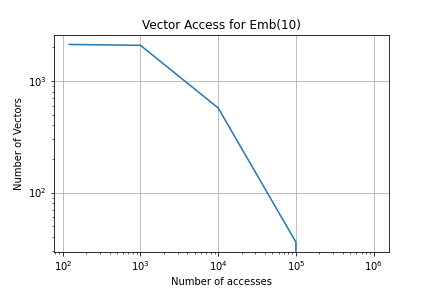 Vector Access for Emb(10)
Number of Vectors
10³
10²
10² 10³ 10⁴ 10⁵ 10⁶
Number of accesses